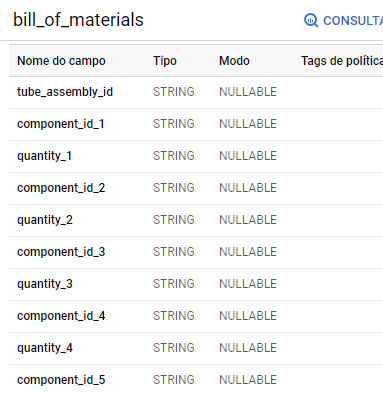 bill_of_materials CONSULTA
Nome do campo Tipo Modo Tags de política
tube_assembly_id STRING NULLABLE
component_id_1 STRING NULLABLE
quantity_1 STRING NULLABLE
component_id_2 STRING NULLABLE
quantity_2 STRING NULLABLE
component_id_3 STRING NULLABLE
quantity_3 STRING NULLABLE
component_id_4 STRING NULLABLE
quantity_4 STRING NULLABLE
component_id_5 STRING NULLABLE